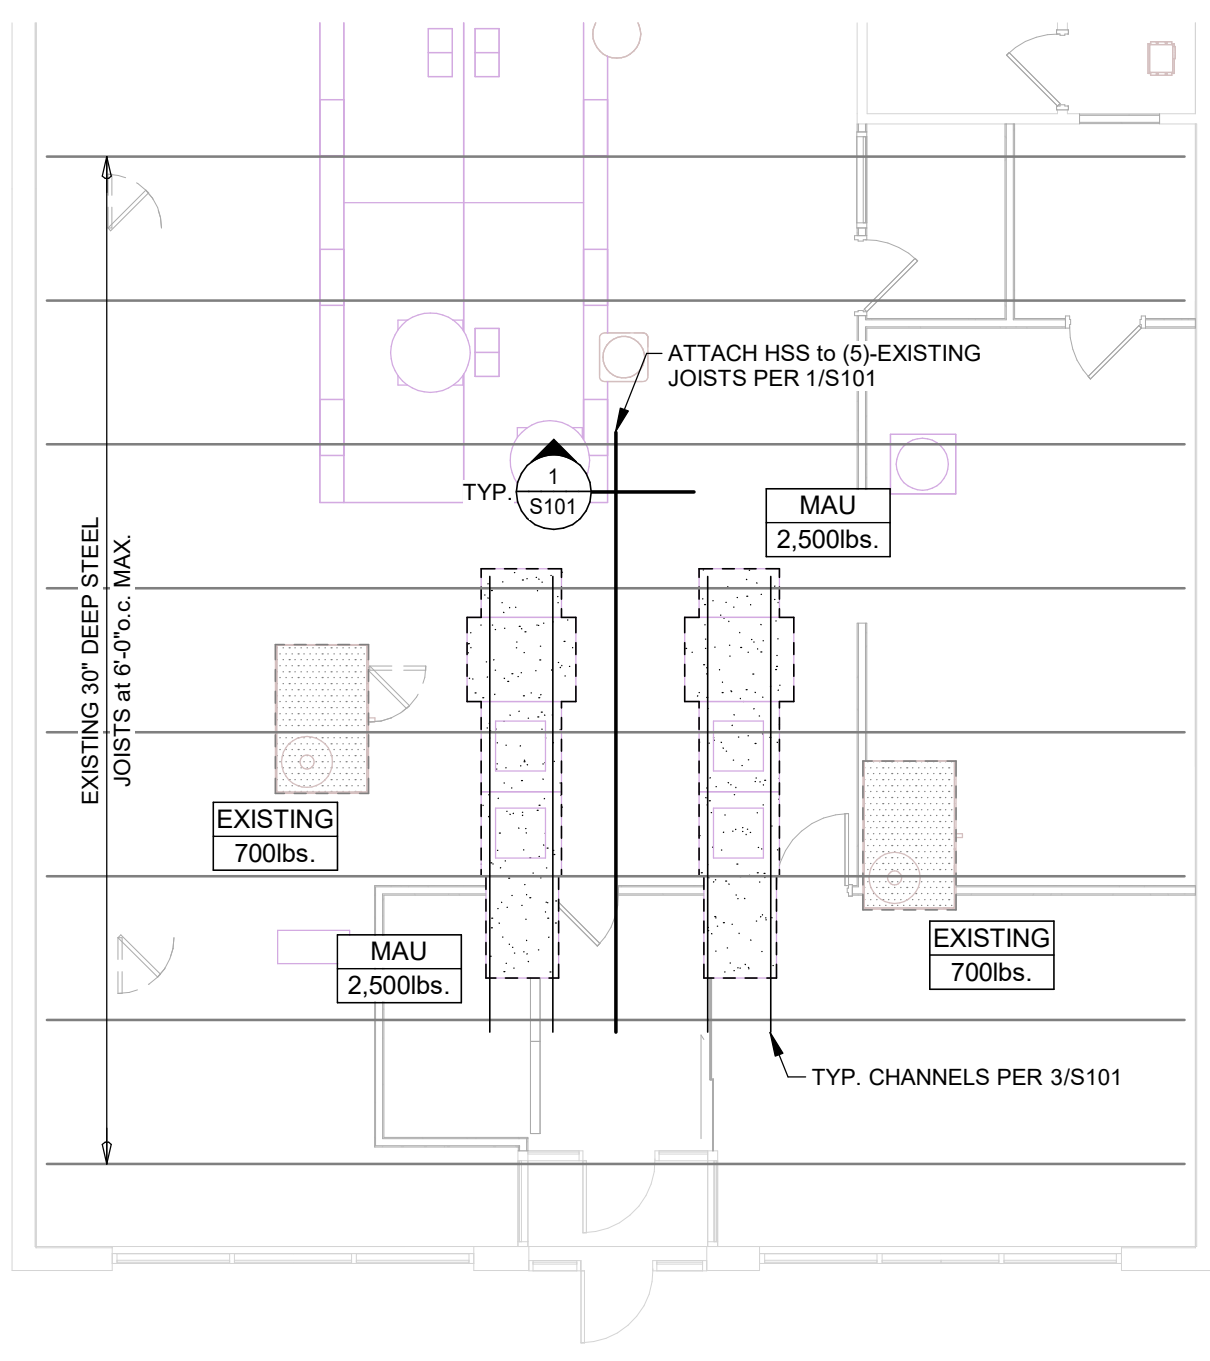 ATTACH HSS to (5)-EXISTING
JOISTS PER 1/S101
TYP.
1
S101
MAU
2,500lbs.
EXISTING 30" DEEP STEEL
JOISTS at 6'-0"o.c. MAX.
EXISTING
700lbs.
MAU
2,500lbs.
EXISTING
700lbs.
TYP. CHANNELS PER 3/S101